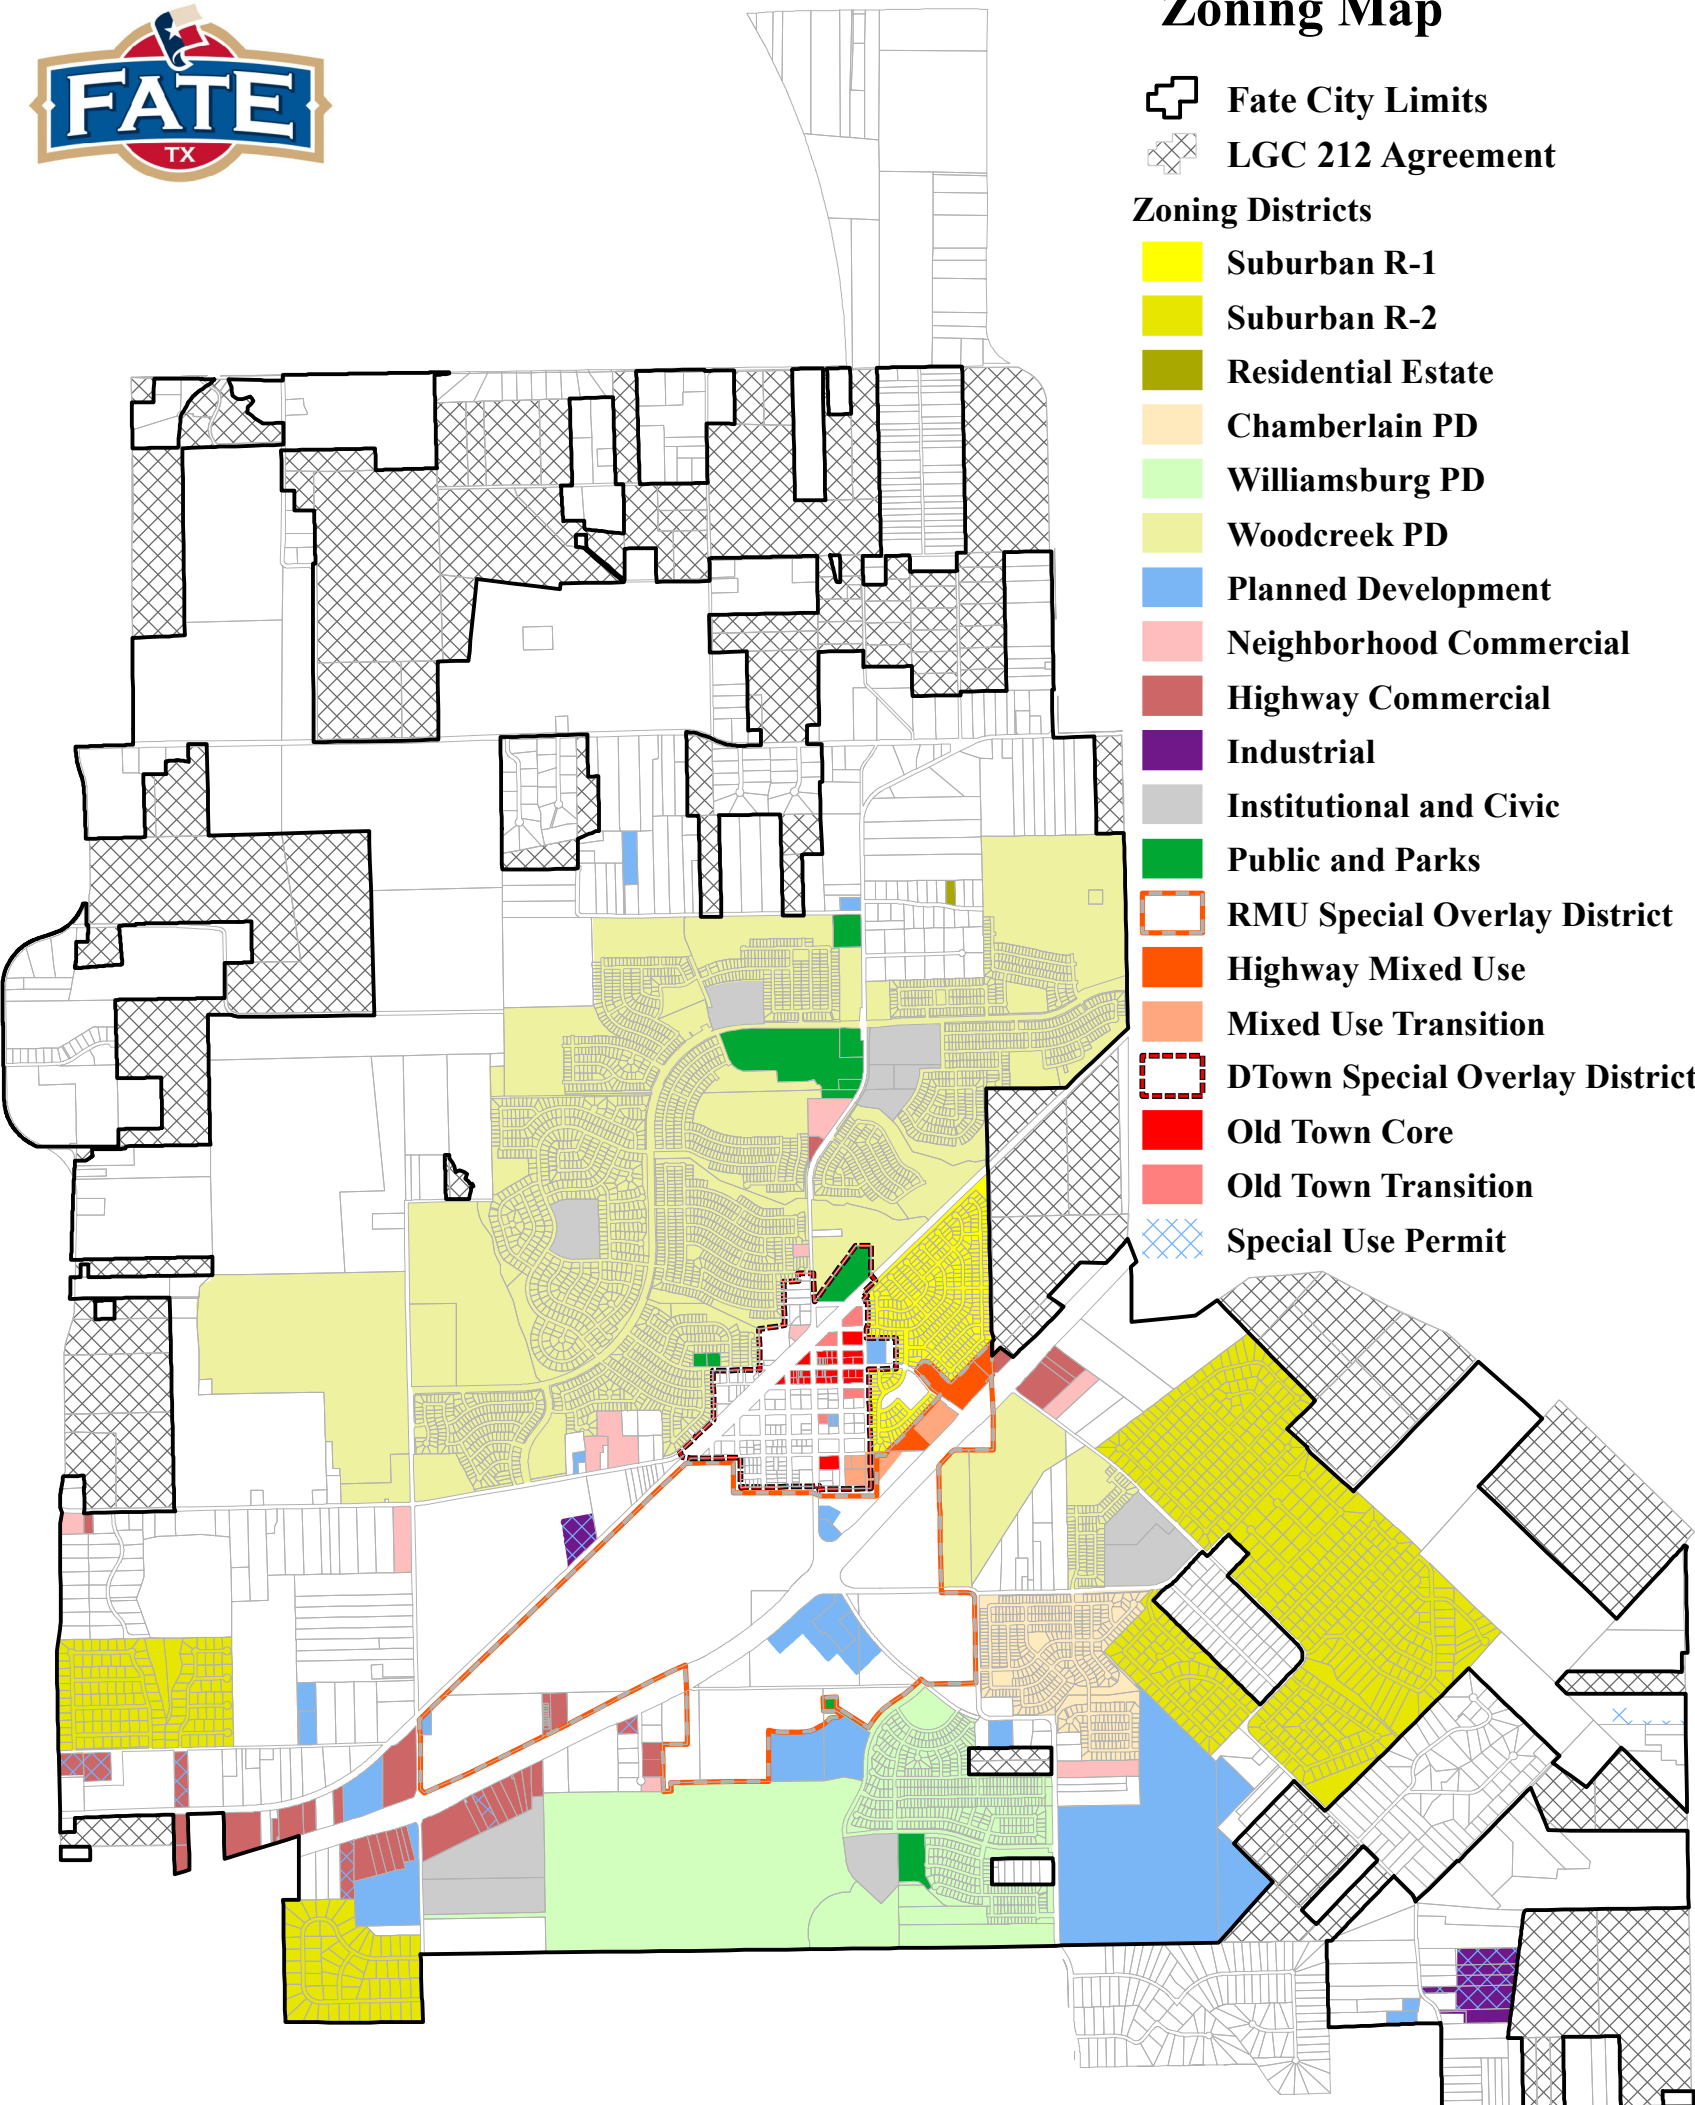 Zoning Map
FATE
TX
Fate City Limits
LGC 212 Agreement
Zoning Districts
Suburban R-1
Suburban R-2
Residential Estate
Chamberlain PD
Williamsburg PD
Woodcreek PD
Planned Development
Neighborhood Commercial
Highway Commercial
Industrial
Institutional and Civic
Public and Parks
RMU Special Overlay District
Highway Mixed Use
Mixed Use Transition
DTown Special Overlay District
Old Town Core
Old Town Transition
Special Use Permit